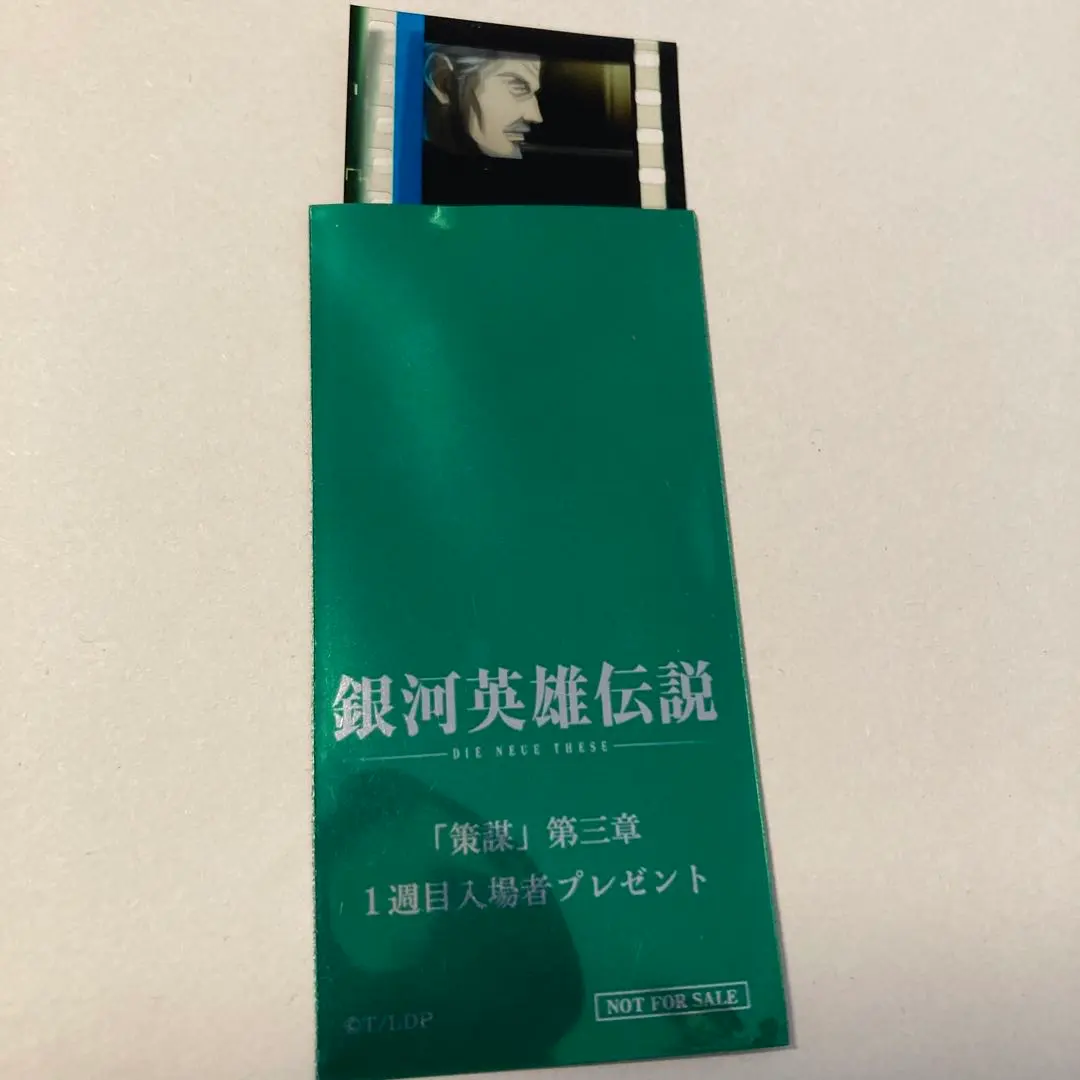 銀河英雄伝説
DIE NEUE THESE
「策謀」第三章
1週目入場者プレゼント
NOT FOR SALE
©T/LDP